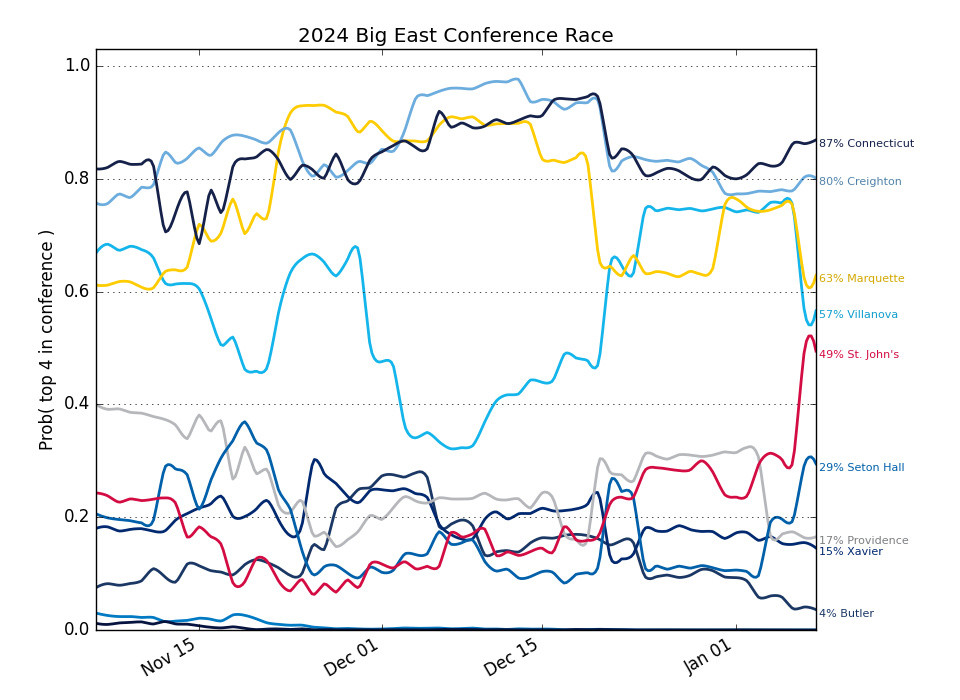 2024 Big East Conference Race
Prob( top 4 in conference )
1.0
0.8
0.6
0.4
0.2
0.0
Nov 15
Dec 01
Dec 15
Jan 01
87% Connecticut
80% Creighton
63% Marquette
57% Villanova
49% St. John's
29% Seton Hall
17% Providence
15% Xavier
4% Butler